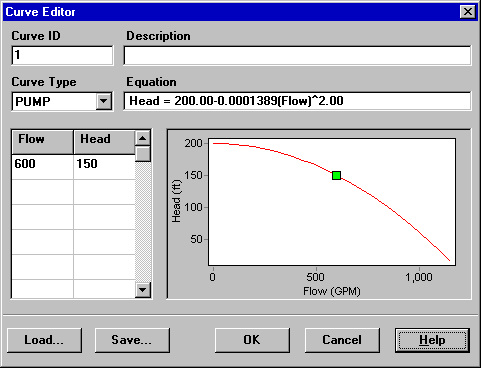 Curve Editor
Curve ID
Description
1
Curve Type
Equation
PUMP
Head = 200.00-0.0001389(Flow)^2.00
Flow Head
600 150
200
150
100
50
Head (ft)
0 500 1,000
Flow (GPM)
Load... Save... OK Cancel Help